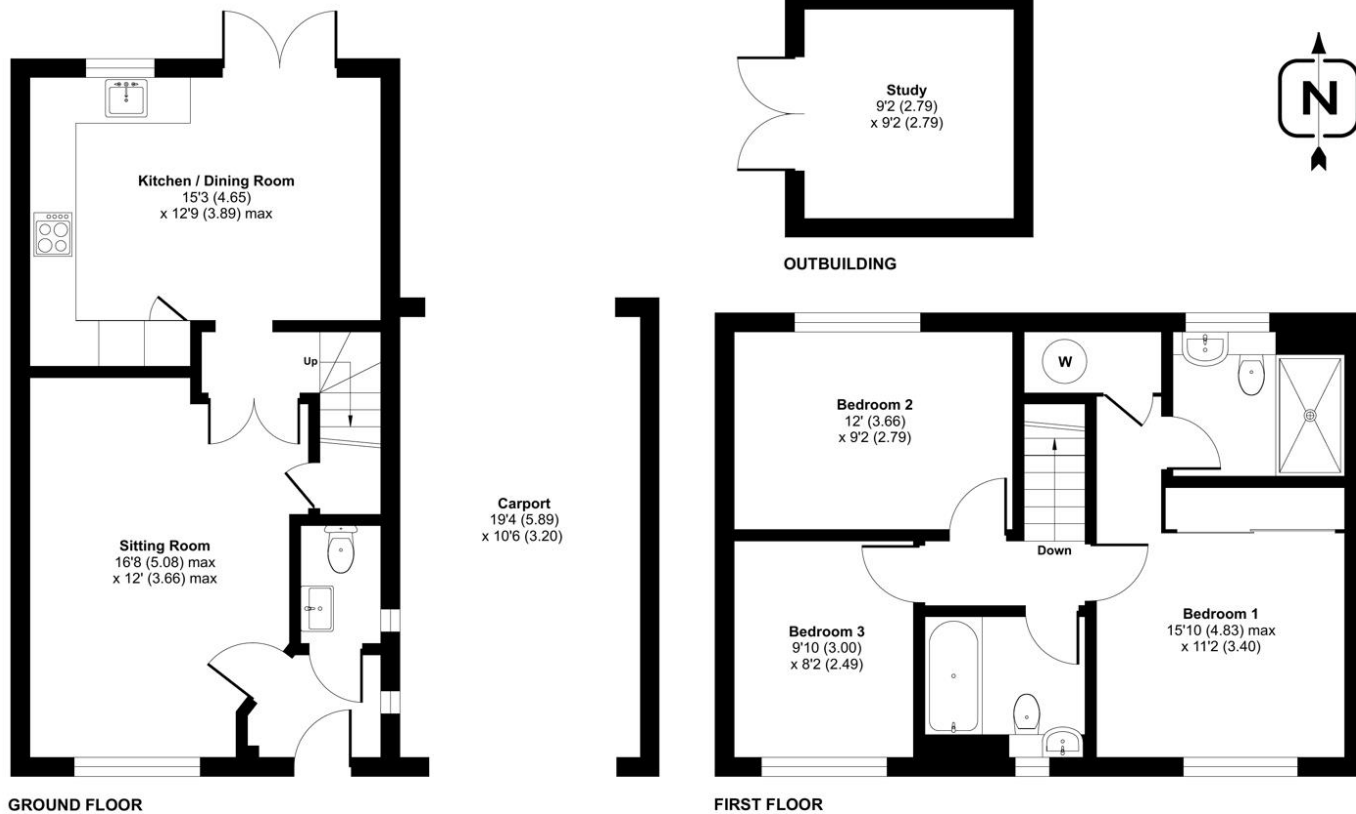 Study
9'2 (2.79)
x 9'2 (2.79)
N
OUTBUILDING
Kitchen / Dining Room
15'3 (4.65)
x 12'9 (3.89) max
Up
Sitting Room
16'8 (5.08) max
x 12' (3.66) max
Carport
19'4 (5.89)
x 10'6 (3.20)
GROUND FLOOR
W
Bedroom 2
12' (3.66)
x 9'2 (2.79)
Down
Bedroom 3
9'10 (3.00)
x 8'2 (2.49)
Bedroom 1
15'10 (4.83) max
x 11'2 (3.40)
FIRST FLOOR